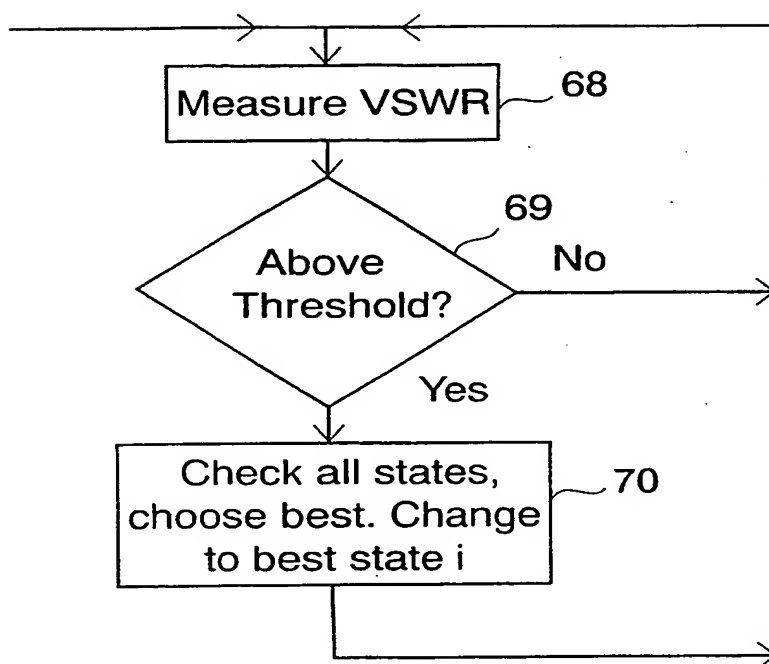 Measure VSWR
68
69
Above
Threshold?
No
Yes
Check all states,
choose best. Change
to best state i
70